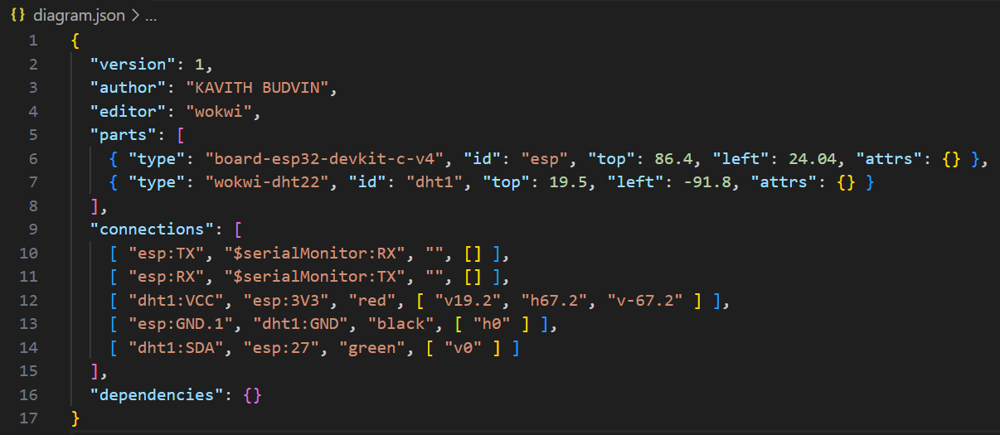 {} diagram.json > ...
1 {
2 "version": 1,
3 "author": "KAVITH BUDVIN",
4 "editor": "wokwi",
5 "parts": [
6 { "type": "board-esp32-devkit-c-v4", "id": "esp", "top": 86.4, "left": 24.04, "attrs": {} },
7 { "type": "wokwi-dht22", "id": "dht1", "top": 19.5, "left": -91.8, "attrs": {} }
8 ],
9 "connections": [
10 [ "esp:TX", "$serialMonitor:RX", "", [] ],
11 [ "esp:RX", "$serialMonitor:TX", "", [] ],
12 [ "dht1:VCC", "esp:3V3", "red", [ "v19.2", "h67.2", "v-67.2" ] ],
13 [ "esp:GND.1", "dht1:GND", "black", [ "h0" ] ],
14 [ "dht1:SDA", "esp:27", "green", [ "v0" ] ]
15 ],
16 "dependencies": {}
17 }